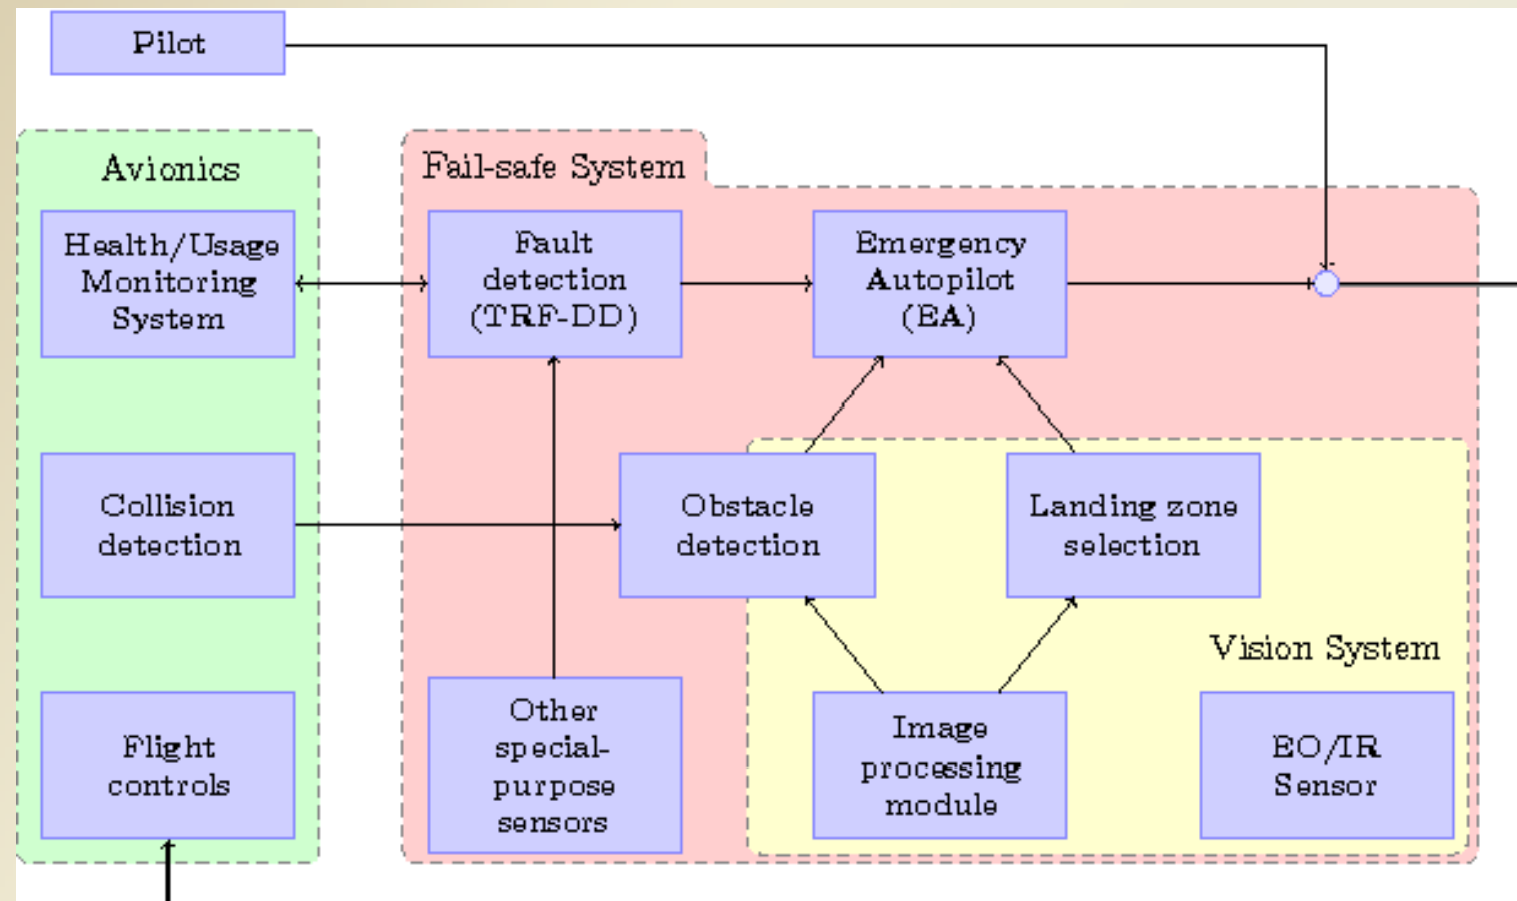 Pilot
Avionics
Health/Usage
Monitoring
System
Collision
detection
Flight
controls
Fail-safe System
Fault
detection
(TRF-DD)
Emergency
Autopilot
(EA)
Obstacle
detection
Landing zone
selection
Vision System
Other
special-
purpose
sensors
Image
processing
module
EO/IR
Sensor